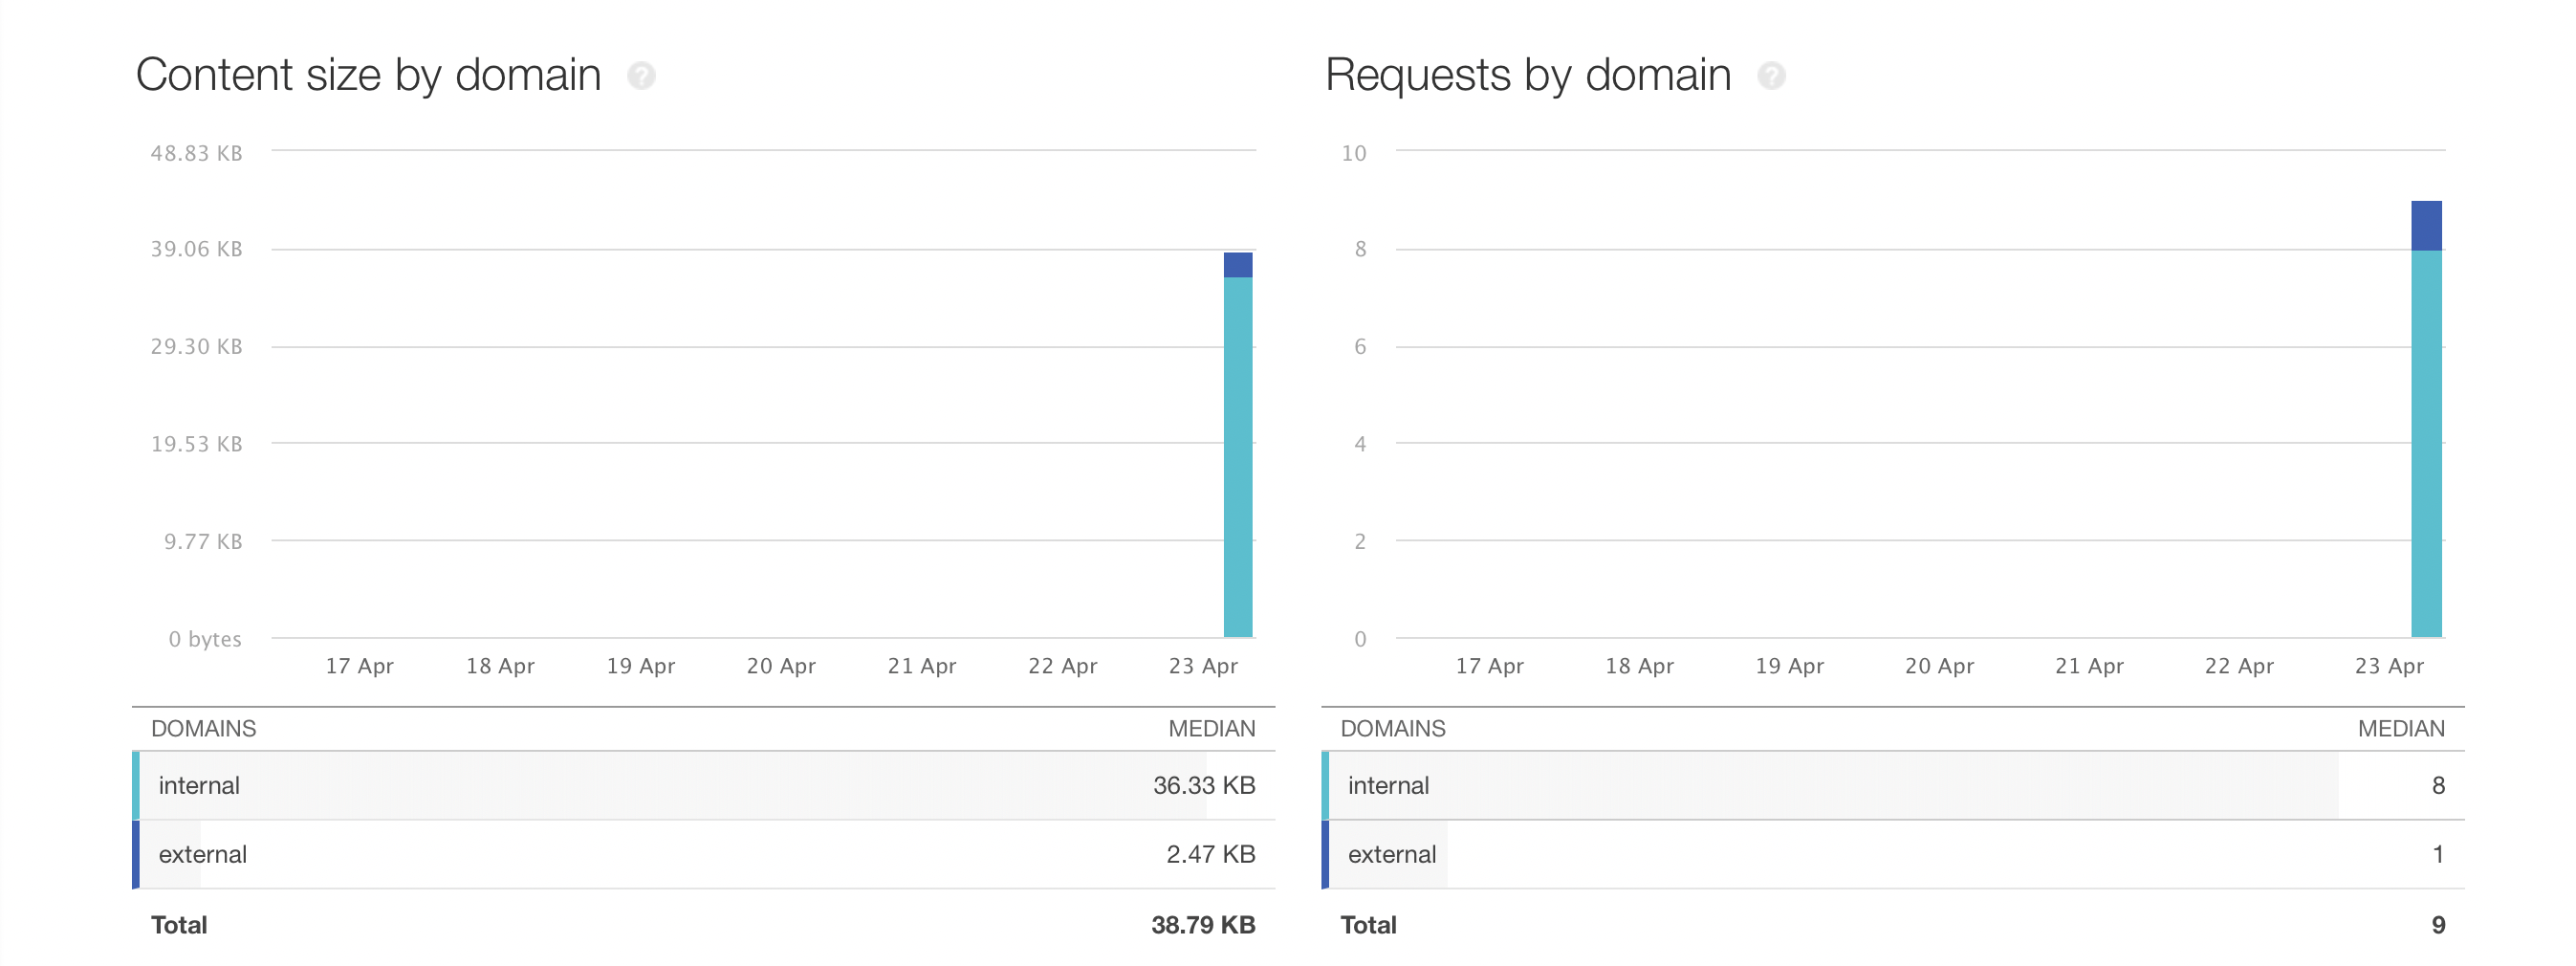 Content size by domain ?
48.83 KB
39.06 KB
29.30 KB
19.53 KB
9.77 KB
0 bytes
17 Apr 18 Apr 19 Apr 20 Apr 21 Apr 22 Apr 23 Apr
DOMAINS MEDIAN
internal 36.33 KB
external 2.47 KB
Total 38.79 KB
Requests by domain ?
10
8
6
4
2
0
17 Apr 18 Apr 19 Apr 20 Apr 21 Apr 22 Apr 23 Apr
DOMAINS MEDIAN
internal 8
external 1
Total 9